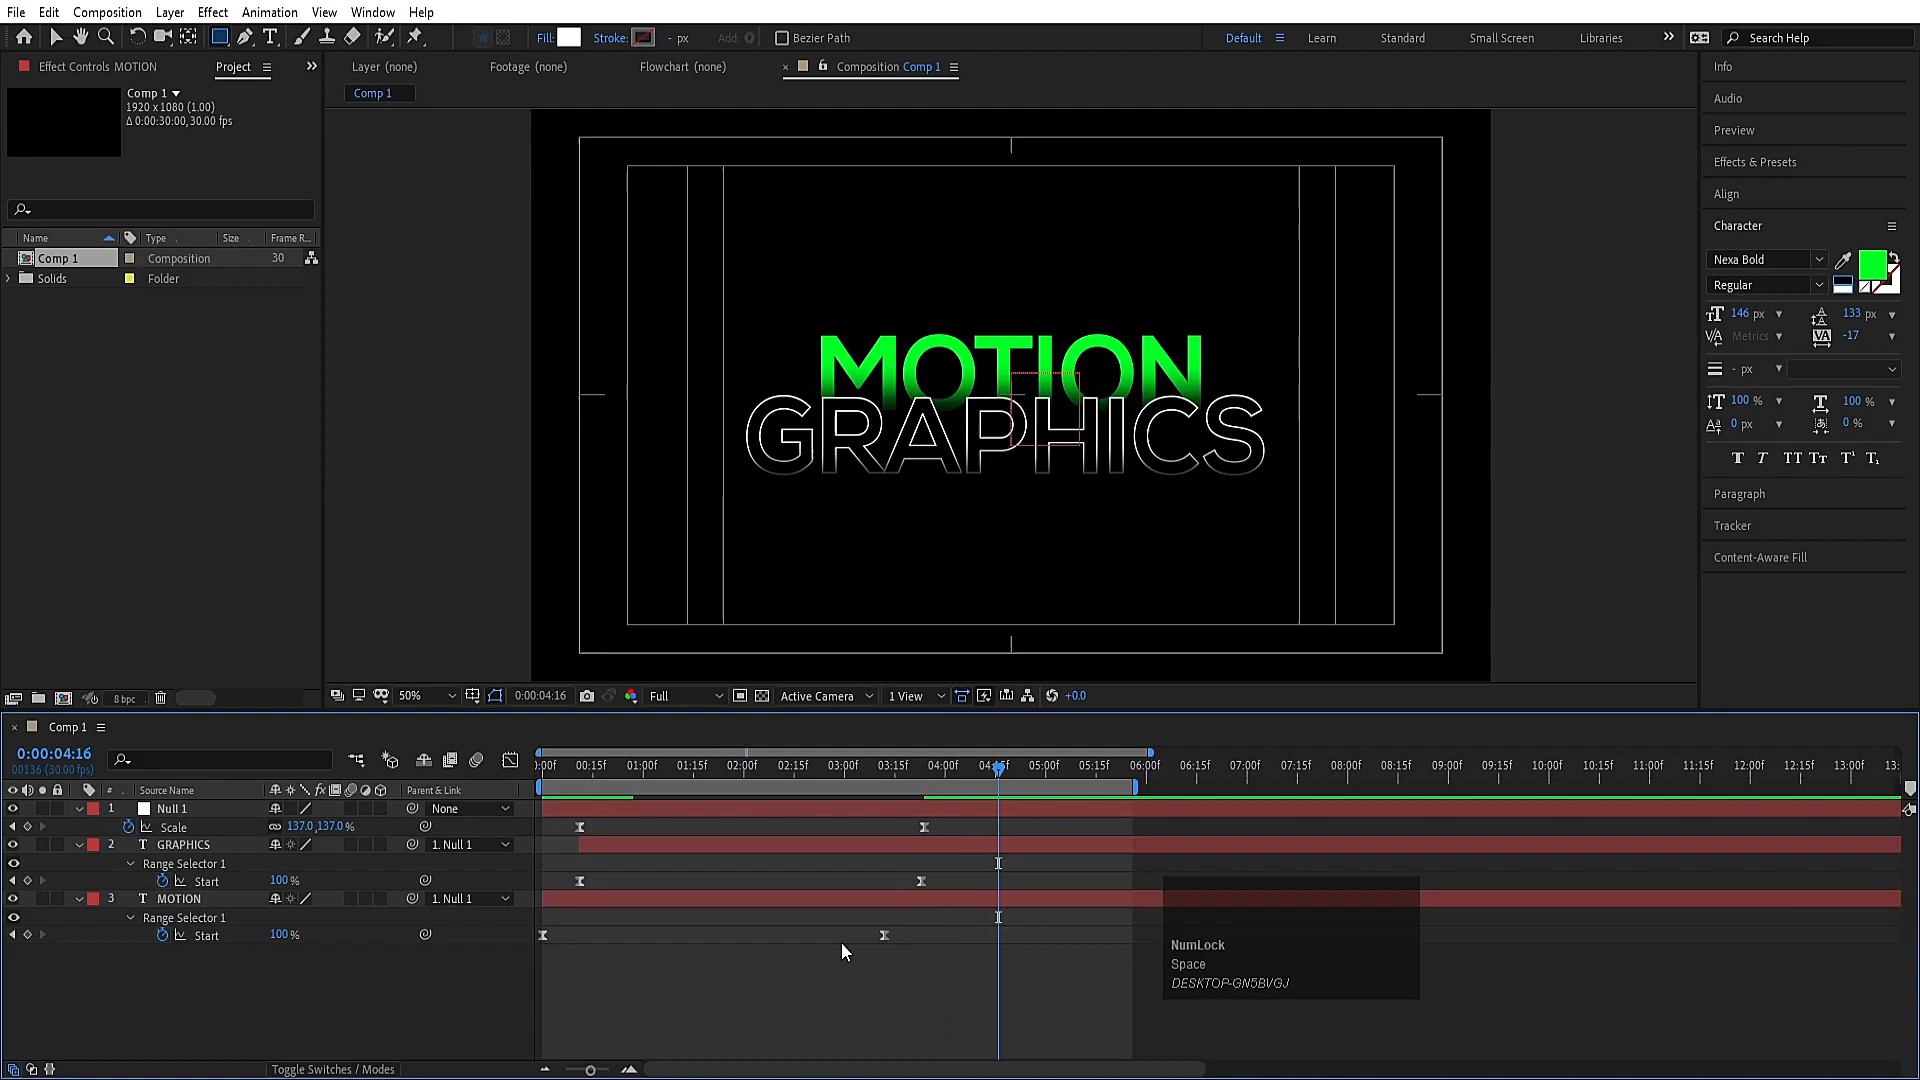 File Edit Composition Layer Effect Animation View Window Help
Fill: Stroke: - px Add: Bezier Path Default Learn Standard Small Screen Libraries Search Help
Effect Controls MOTION Project Layer (none) Footage (none) Flowchart (none) Composition Comp 1
Comp 1
Comp 1
1920 x 1080 (1.00)
Δ 0:00:30:00, 30.00 fps
Name Type Size Frame R...
Comp 1 Composition 30
Solids Folder
MOTION
GRAPHICS
Info
Audio
Preview
Effects & Presets
Align
Character
Nexa Bold
Regular
146 px 133 px
Metrics -17
- px
100 % 100 %
0 px 0 %
T T TT Tт T¹ T₁
Paragraph
Tracker
Content-Aware Fill
8 bpc 50% 0:00:04:16 Full Active Camera 1 View +0.0
Comp 1
0:00:04:16
00136 (30.00 fps)
:00f 00:15f 01:00f 01:15f 02:00f 02:15f 03:00f 03:15f 04:00f 05:00f 05:15f 06:00f 06:15f 07:00f 07:15f 08:00f 08:15f 09:00f 09:15f 10:00f 10:15f 11:00f 11:15f 12:00f 12:15f 13:00f 13:
# Source Name fx Parent & Link
1 Null 1 None
Scale 137.0,137.0%
2 T GRAPHICS 1. Null 1
Range Selector 1
Start 100%
3 T MOTION 1. Null 1
Range Selector 1
Start 100%
NumLock
Space
DESKTOP-GN5BVGJ
Toggle Switches / Modes